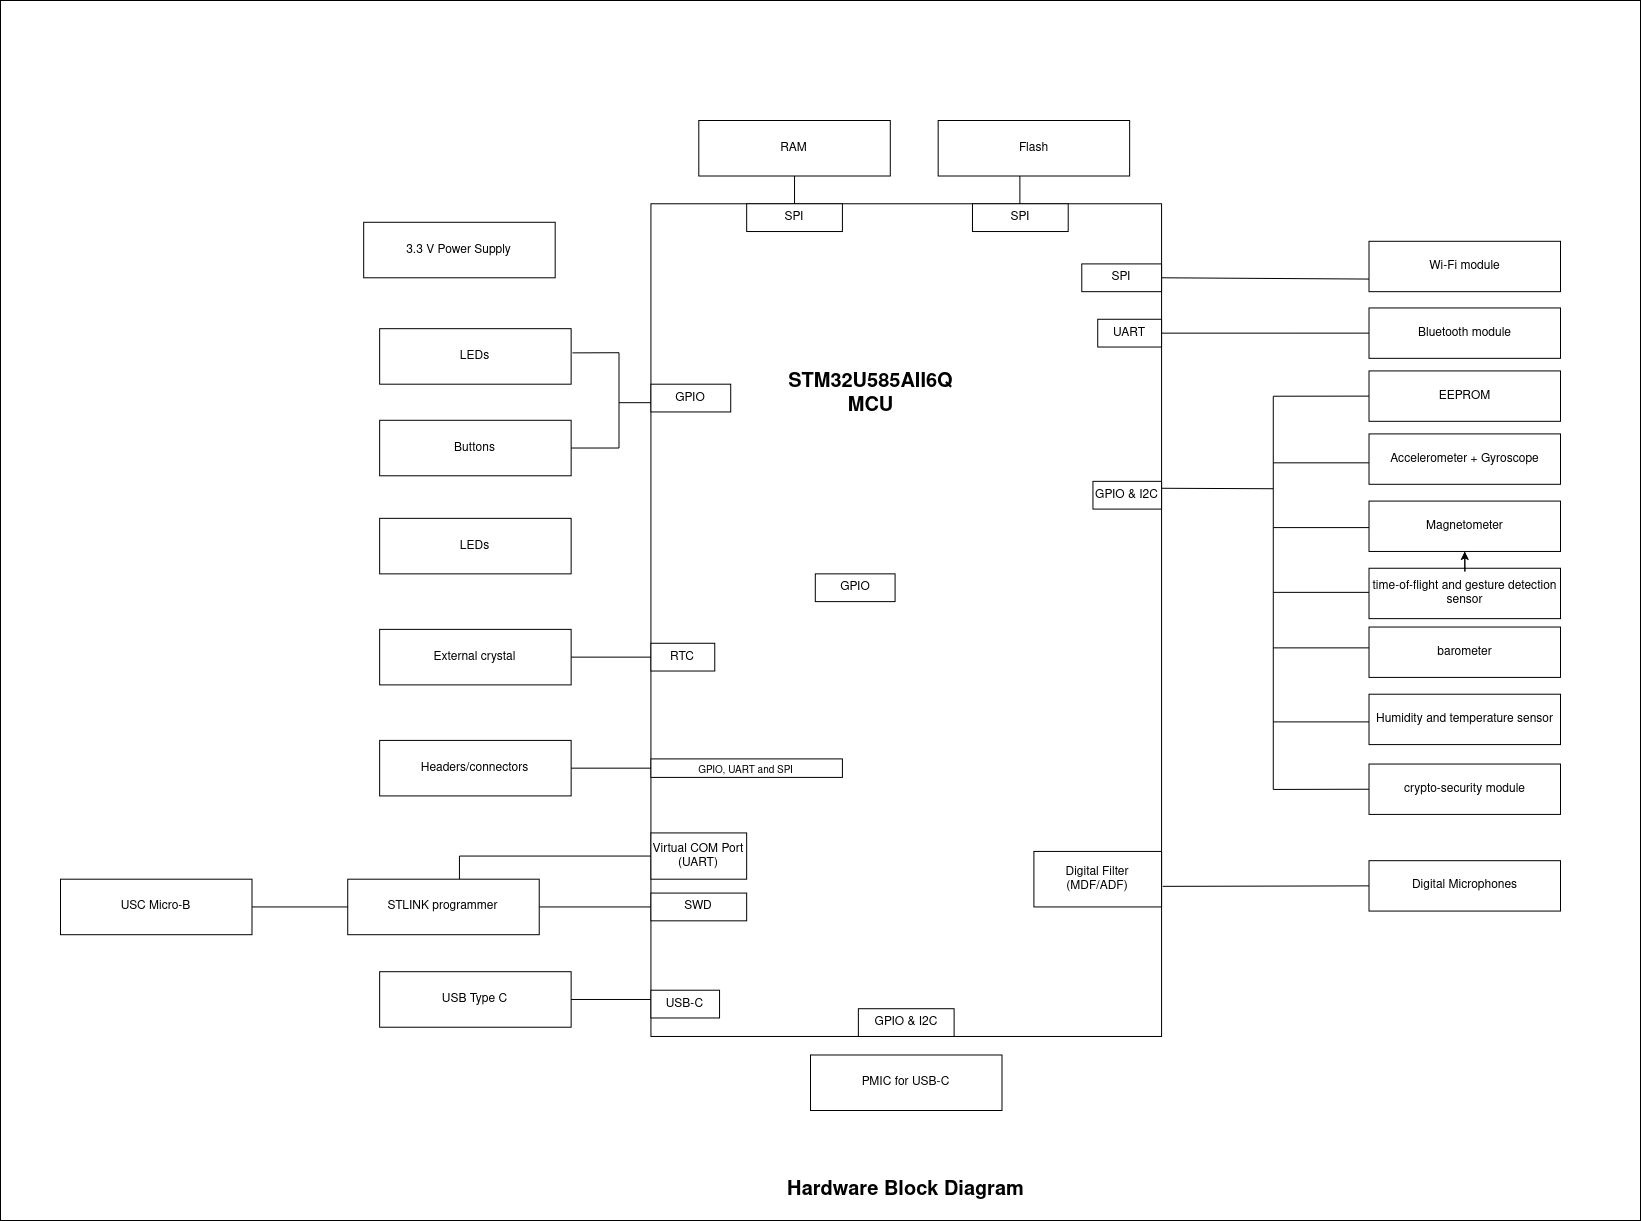 RAM
Flash
SPI
SPI
3.3 V Power Supply
Wi-Fi module
SPI
Bluetooth module
UART
LEDs
STM32U585AII6Q
MCU
GPIO
EEPROM
Buttons
Accelerometer + Gyroscope
GPIO & I2C
Magnetometer
LEDs
GPIO
time-of-flight and gesture detection
sensor
External crystal
RTC
barometer
Humidity and temperature sensor
Headers/connectors
GPIO, UART and SPI
crypto-security module
Virtual COM Port
(UART)
Digital Filter
(MDF/ADF)
Digital Microphones
USC Micro-B
STLINK programmer
SWD
USB Type C
USB-C
GPIO & I2C
PMIC for USB-C
Hardware Block Diagram